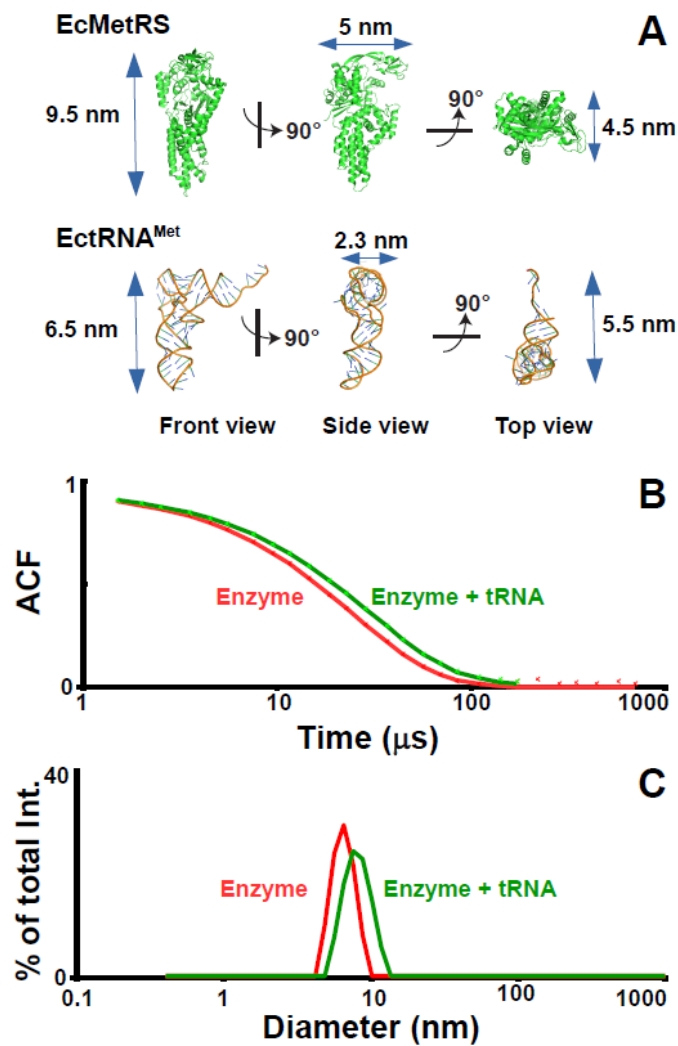 EcMetRS
A
5 nm
9.5 nm
90°
90°
4.5 nm
EctRNAMet
2.3 nm
6.5 nm
90°
90°
5.5 nm
Front view
Side view
Top view
B
1
ACF
Enzyme
Enzyme + tRNA
0
1
10
100
1000
Time (μs)
C
40
% of total Int.
Enzyme
Enzyme + tRNA
0
0.1
1
10
100
1000
Diameter (nm)